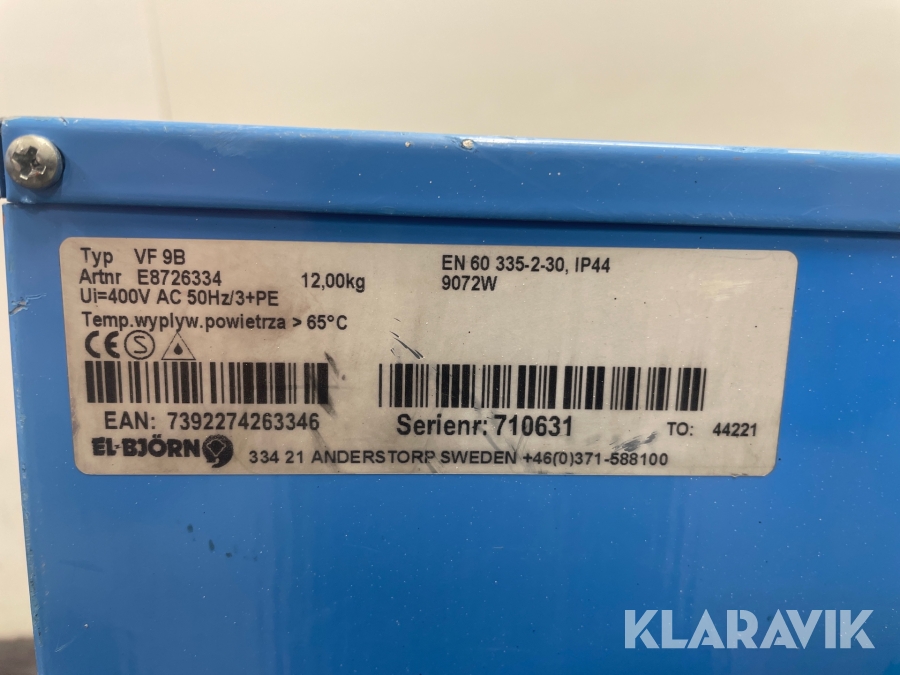 Typ VF 9B
Artnr E8726334 12,00kg
Ui=400V AC 50Hz/3+PE
EN 60 335-2-30, IP44
9072W
Temp.wyplyw.powietrza > 65°C
CE S
EAN: 7392274263346
Serienr: 710631
TO: 44221
EL-BJÖRN
334 21 ANDERSTORP SWEDEN +46(0)371-588100
KLARAVIK